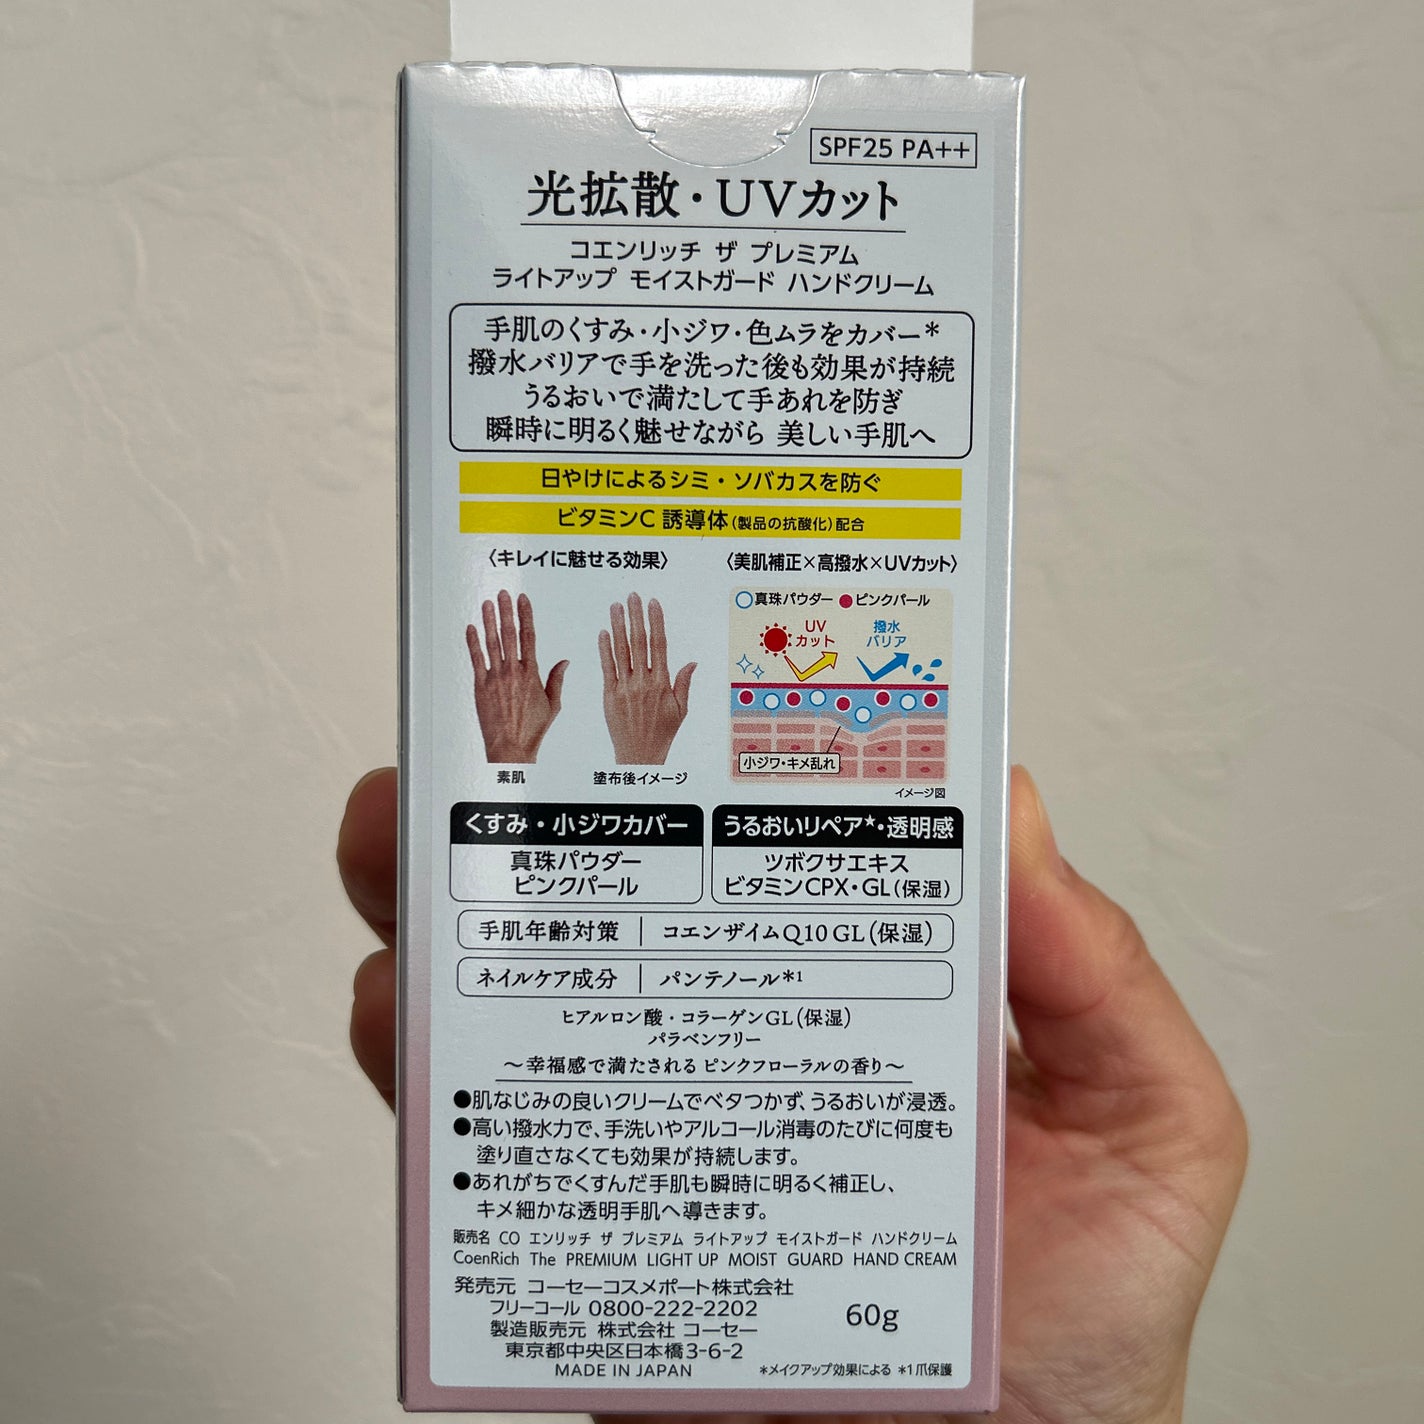 SPF25 PA++
光拡散・UVカット
コエンリッチ ザ プレミアム
ライトアップ モイストガード ハンドクリーム
手肌のくすみ・小ジワ・色ムラをカバー*
撥水バリアで手を洗った後も効果が持続
うるおいで満たして手あれを防ぎ
瞬時に明るく魅せながら 美しい手肌へ
日やけによるシミ・ソバカスを防ぐ
ビタミンC 誘導体(製品の抗酸化)配合
〈キレイに魅せる効果〉
素肌
塗布後イメージ
〈美肌補正×高撥水×UVカット〉
真珠パウダー ピンクパール
UV
カット
撥水
バリア
小ジワ・キメ乱れ
イメージ図
くすみ・小ジワカバー
真珠パウダー
ピンクパール
うるおいリペア★・透明感
ツボクサエキス
ビタミンCPX・GL(保湿)
手肌年齢対策 | コエンザイムQ10 GL(保湿)
ネイルケア成分 | パンテノール*1
ヒアルロン酸・コラーゲンGL(保湿)
パラベンフリー
～幸福感で満たされる ピンクフローラルの香り～
●肌なじみの良いクリームでベタつかず、うるおいが浸透。
●高い撥水力で、手洗いやアルコール消毒のたびに何度も
塗り直さなくても効果が持続します。
●あれがちでくすんだ手肌も瞬時に明るく補正し、
キメ細かな透明手肌へ導きます。
販売名 CO エンリッチ ザ プレミアム ライトアップ モイストガード ハンドクリーム
CoenRich The PREMIUM LIGHT UP MOIST GUARD HAND CREAM
発売元 コーセーコスメポート株式会社
フリーコール 0800-222-2202
製造販売元 株式会社 コーセー
東京都中央区日本橋3-6-2
MADE IN JAPAN
60g
*メイクアップ効果による *1 爪保護